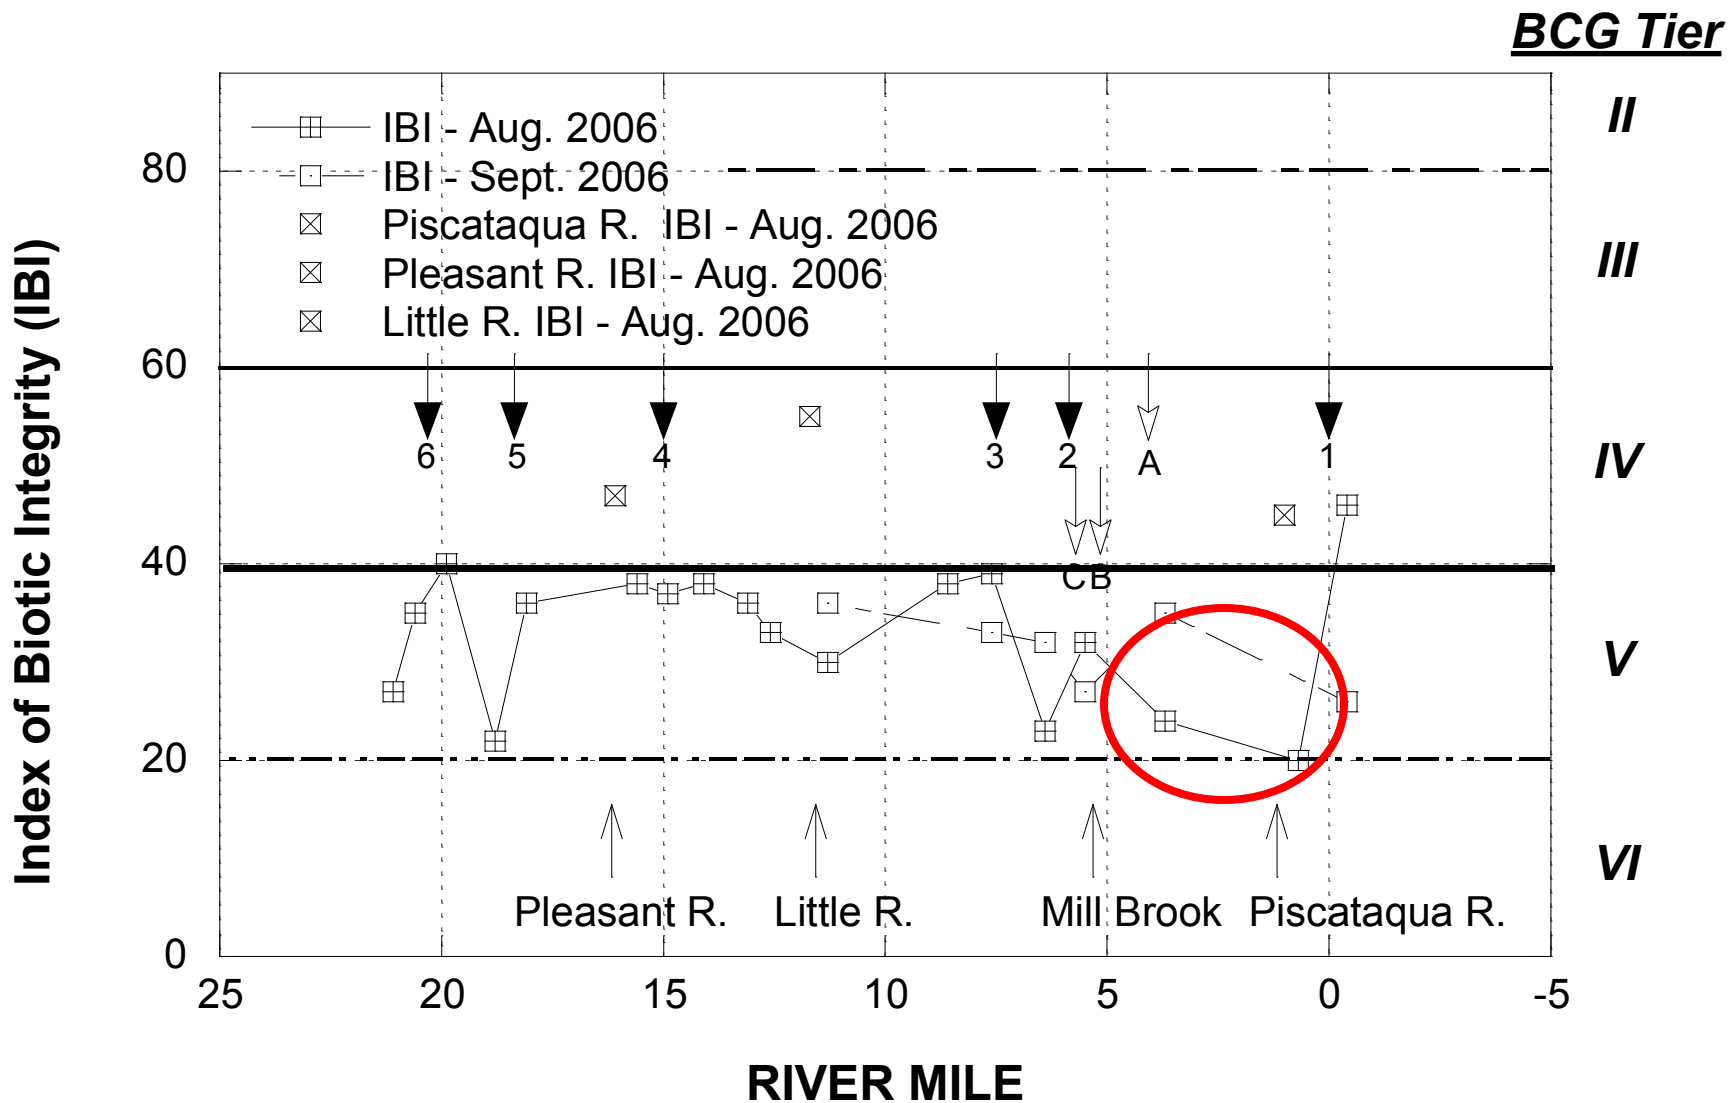 BCG Tier
II
IBI - Aug. 2006
80
IBI - Sept. 2006
Piscataqua R.  IBI - Aug. 2006
III
Pleasant R. IBI - Aug. 2006
Little R. IBI - Aug. 2006
60
6 5 4 3 2 A 1
IV
40
C B
V
20
VI
Pleasant R. Little R. Mill Brook Piscataqua R.
0
25 20 15 10 5 0 -5
RIVER MILE
Index of Biotic Integrity (IBI)